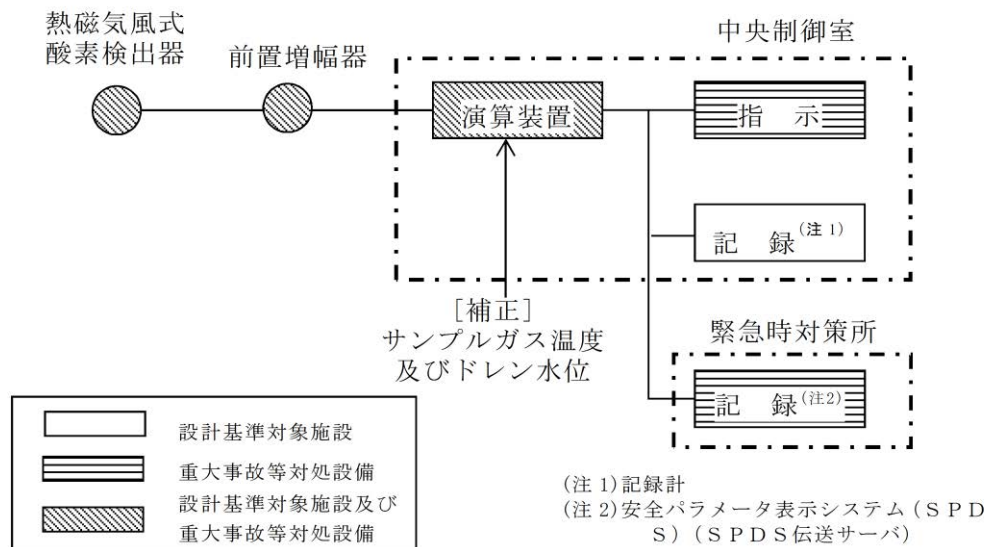 熱磁気風式
酸素検出器
前置増幅器
中央制御室
演算装置
指 示
記 録(注1)
[補正]
サンプルガス温度
及びドレン水位
緊急時対策所
記 録(注2)
設計基準対象施設
重大事故等対処設備
設計基準対象施設及び
重大事故等対処設備
(注 1)記録計
(注 2)安全パラメータ表示システム(SPD
S)(SPDS伝送サーバ)